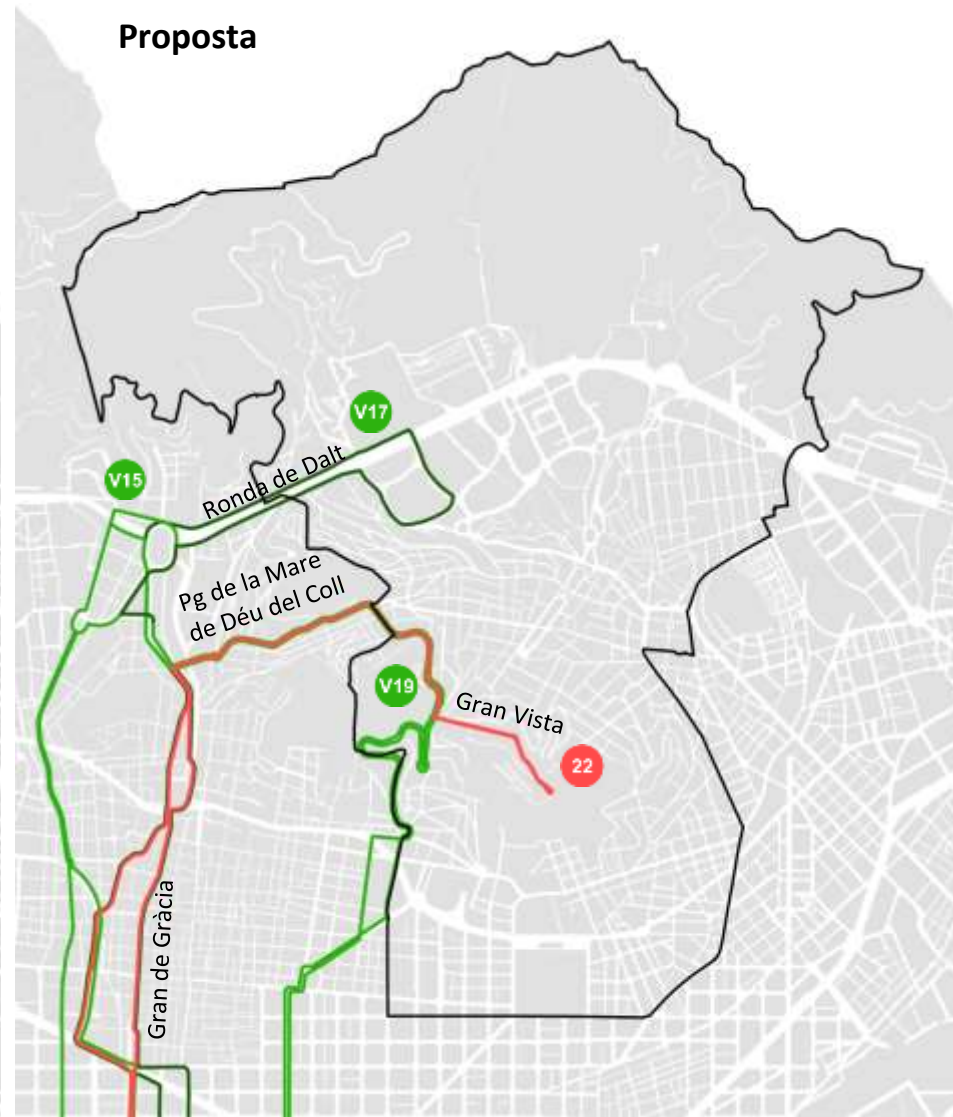 Proposta
V17
V15
Ronda de Dalt
Pg de la Mare
de Déu del Coll
V19
Gran Vista
22
Gran de Gràcia